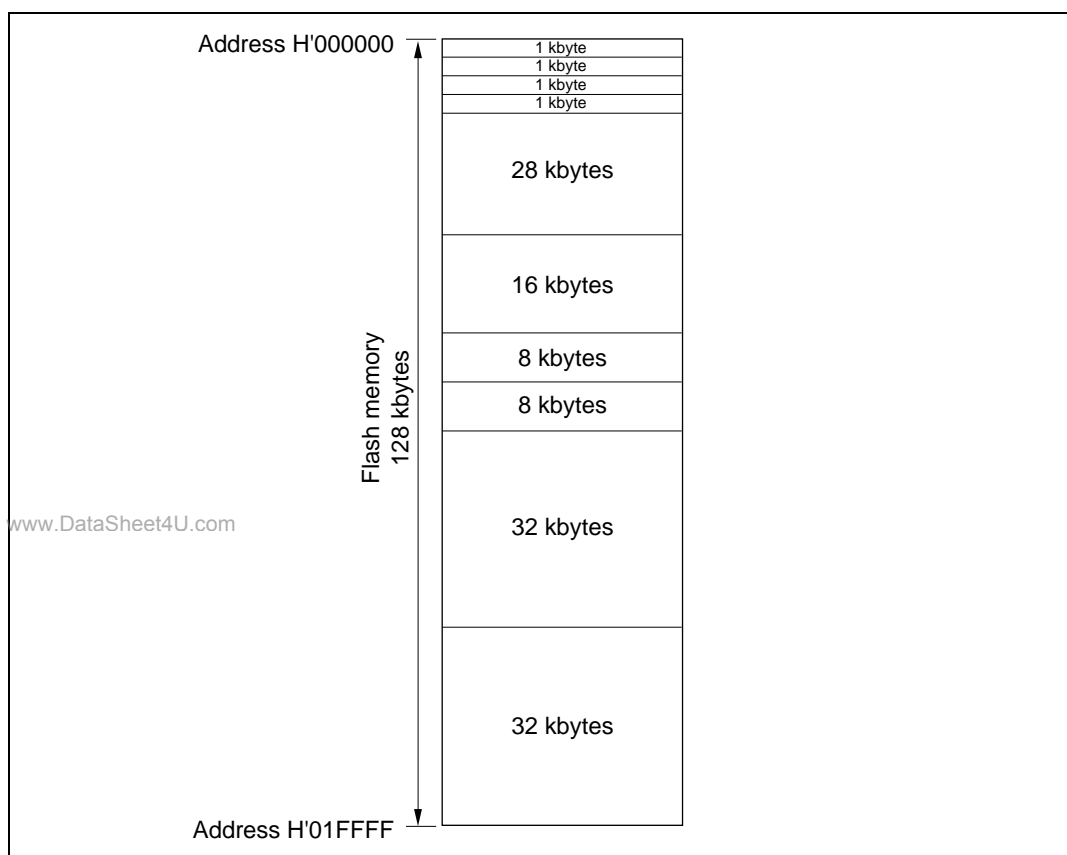 Address H'000000
1 kbyte
1 kbyte
1 kbyte
1 kbyte
28 kbytes
16 kbytes
8 kbytes
8 kbytes
Flash memory
128 kbytes
www.DataSheet4U.com
32 kbytes
32 kbytes
Address H'01FFFF